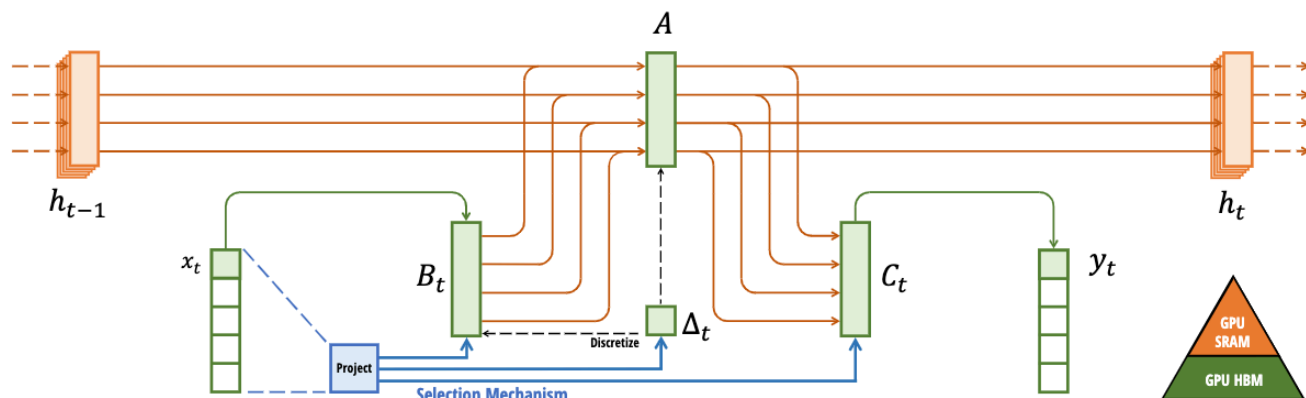 A
h_{t-1}
h_t
x_t
B_t
C_t
y_t
Δ_t
Discretize
Project
Selection Mechanism
GPU
SRAM
GPU HBM